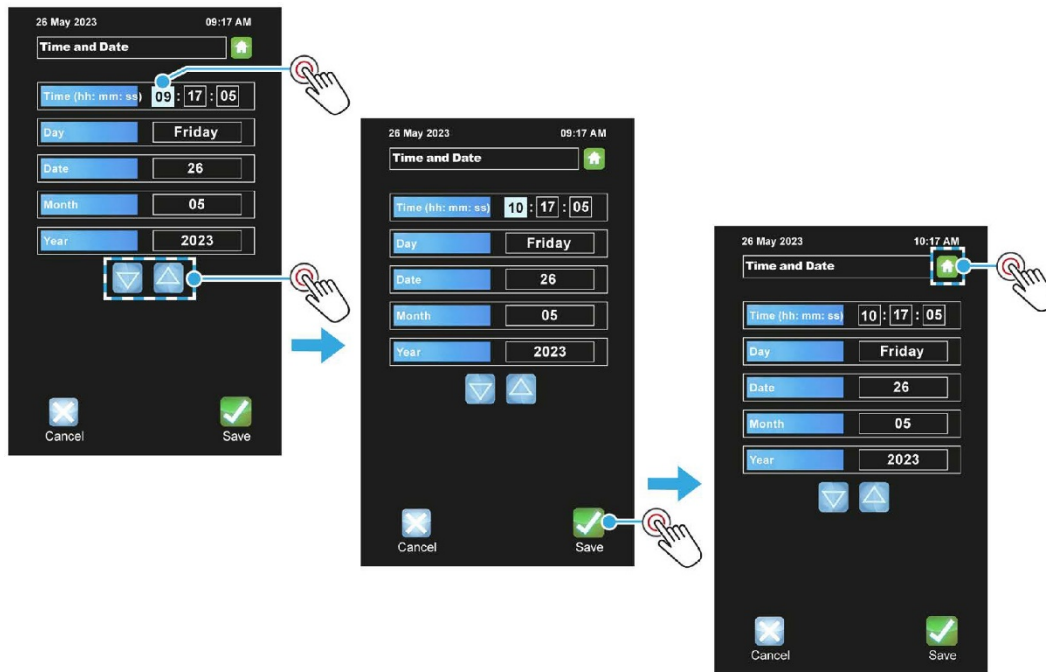 26 May 2023 09:17 AM
Time and Date
Time (hh: mm: ss) 09 : 17 : 05
Day Friday
Date 26
Month 05
Year 2023
Cancel Save
26 May 2023 09:17 AM
Time and Date
Time (hh: mm: ss) 10 : 17 : 05
Day Friday
Date 26
Month 05
Year 2023
Cancel Save
26 May 2023 10:17 AM
Time and Date
Time (hh: mm: ss) 10 : 17 : 05
Day Friday
Date 26
Month 05
Year 2023
Cancel Save